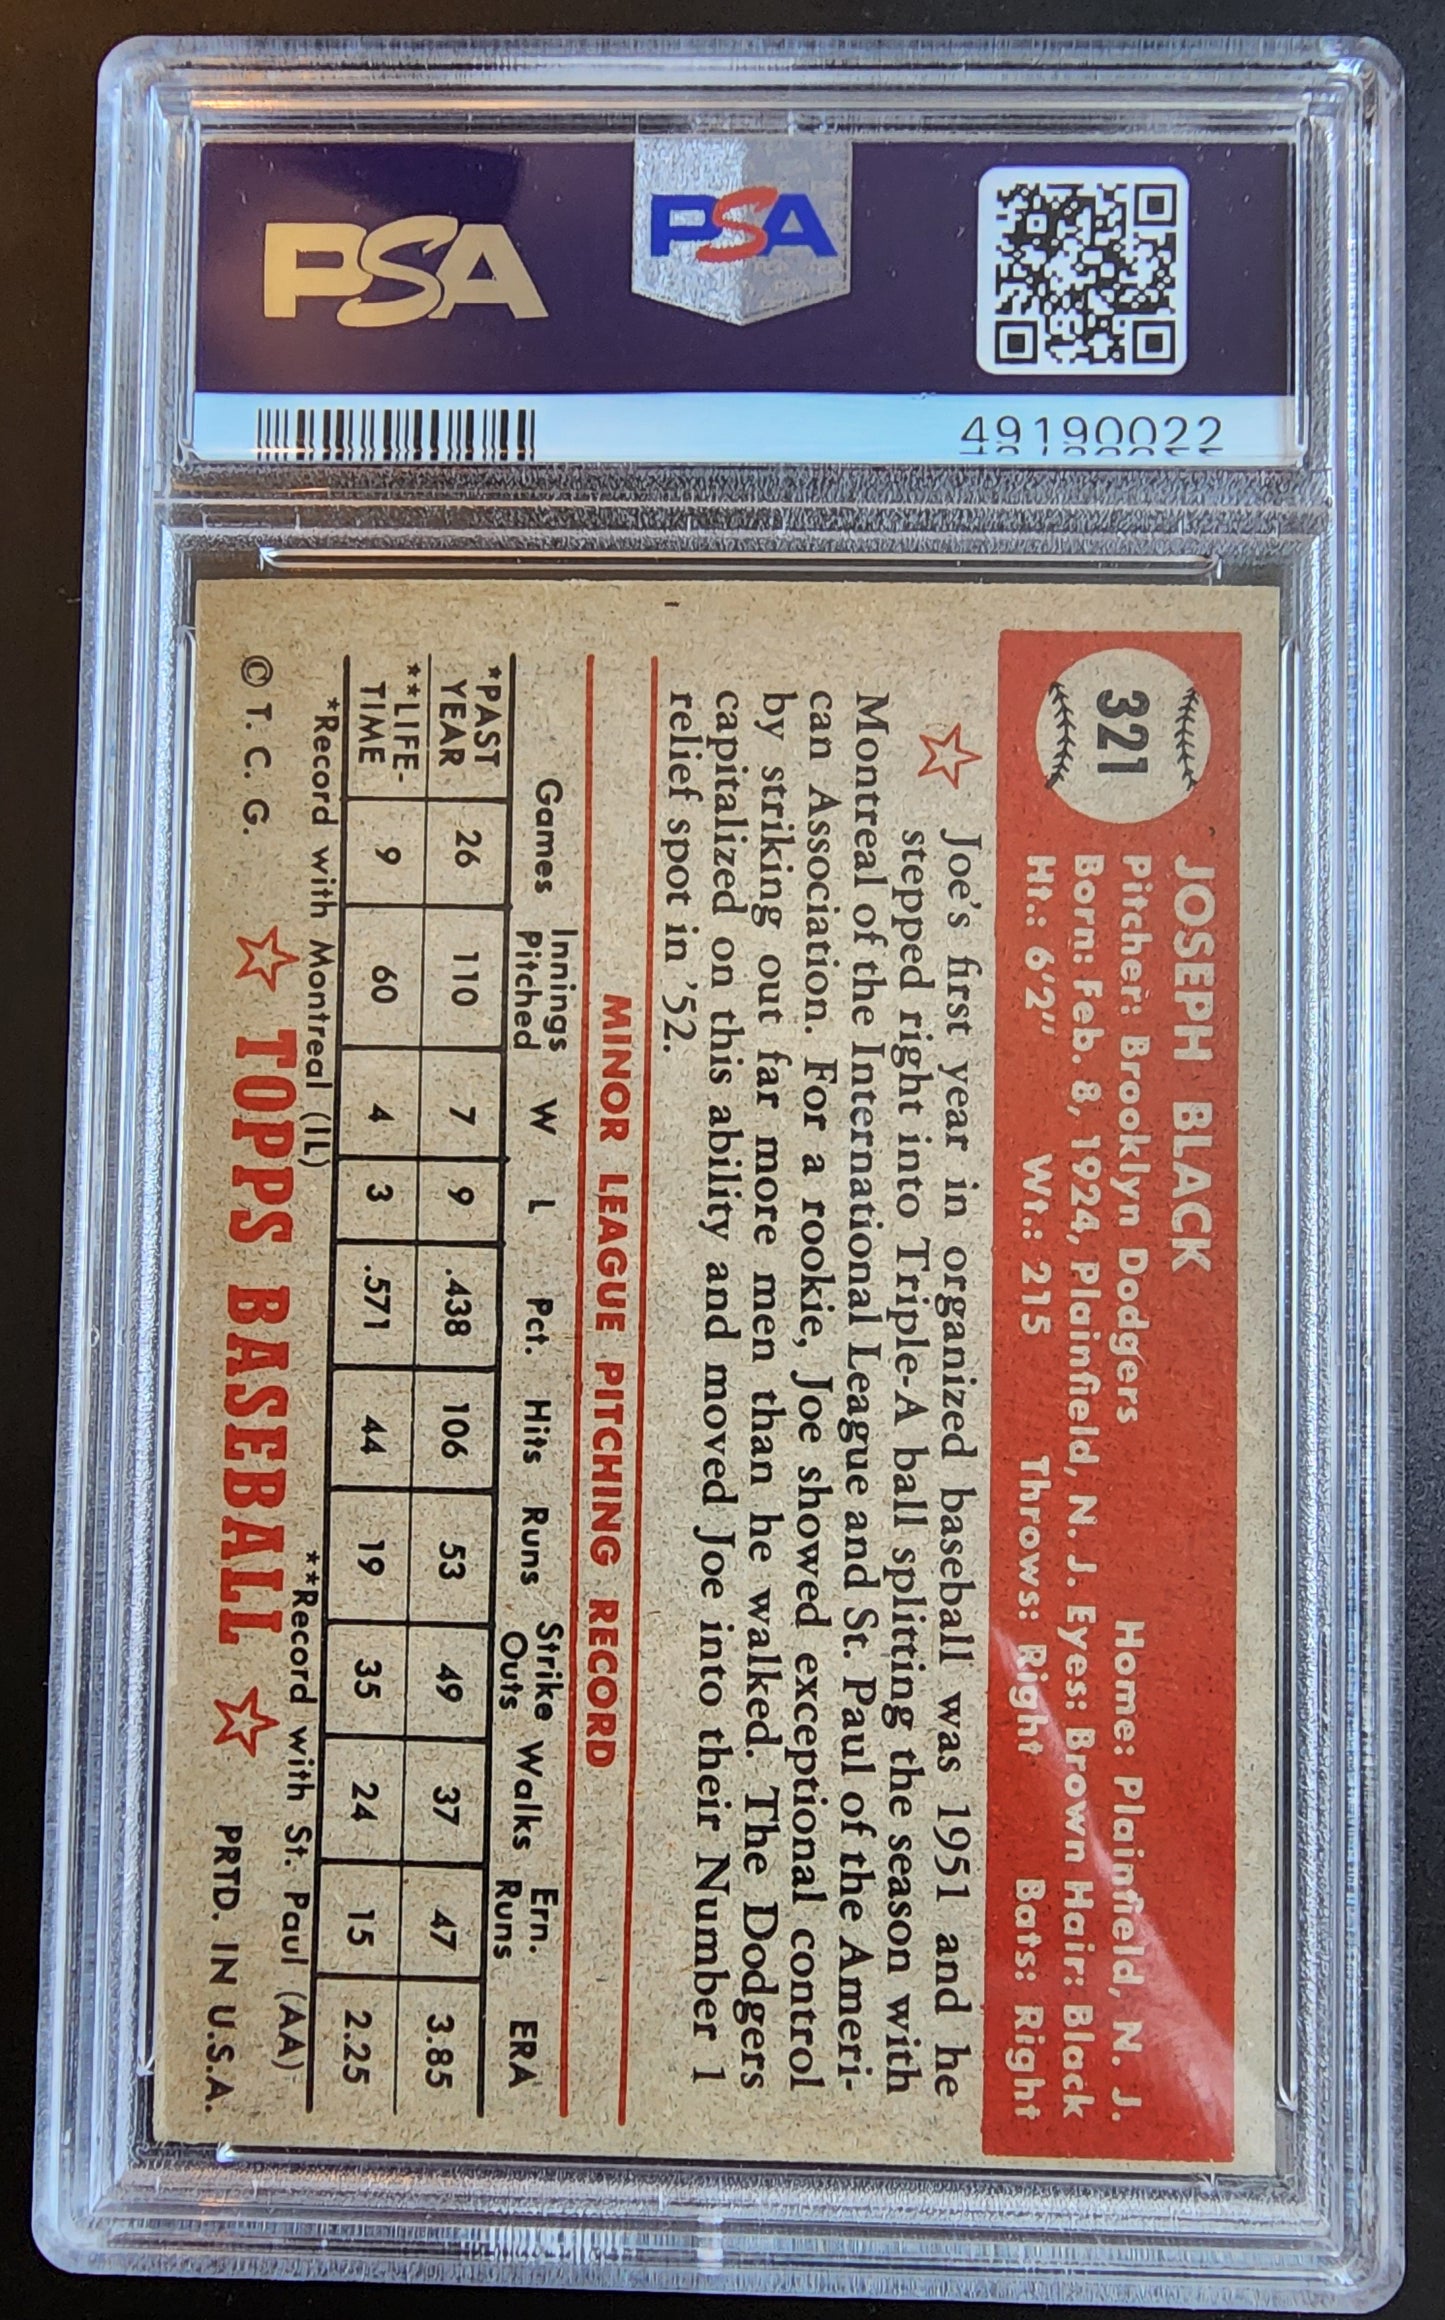 PSA
PSA
49190022
321
JOSEPH BLACK
Pitcher: Brooklyn Dodgers Home: Plainfield, N. J.
Born: Feb. 8, 1924, Plainfield, N. J. Eyes: Brown Hair: Black
Ht.: 6'2" Wt.: 215 Throws: Right Bats: Right
Joe's first year in organized baseball was 1951 and he
stepped right into Triple-A ball splitting the season with
Montreal of the International League and St. Paul of the Ameri-
can Association. For a rookie, Joe showed exceptional control
by striking out far more men than he walked. The Dodgers
capitalized on this ability and moved Joe into their Number 1
relief spot in '52.
MINOR LEAGUE PITCHING RECORD
Games Innings Pitched W L Pct. Hits Runs Strike Outs Walks Ern. Runs ERA
*PAST YEAR 26 110 7 9 .438 106 53 49 37 47 3.85
**LIFE-TIME 9 60 4 3 .571 44 19 35 24 15 2.25
*Record with Montreal (IL) **Record with St. Paul (AA)
© T. C. G. TOPPS BASEBALL PRTD. IN U.S.A.